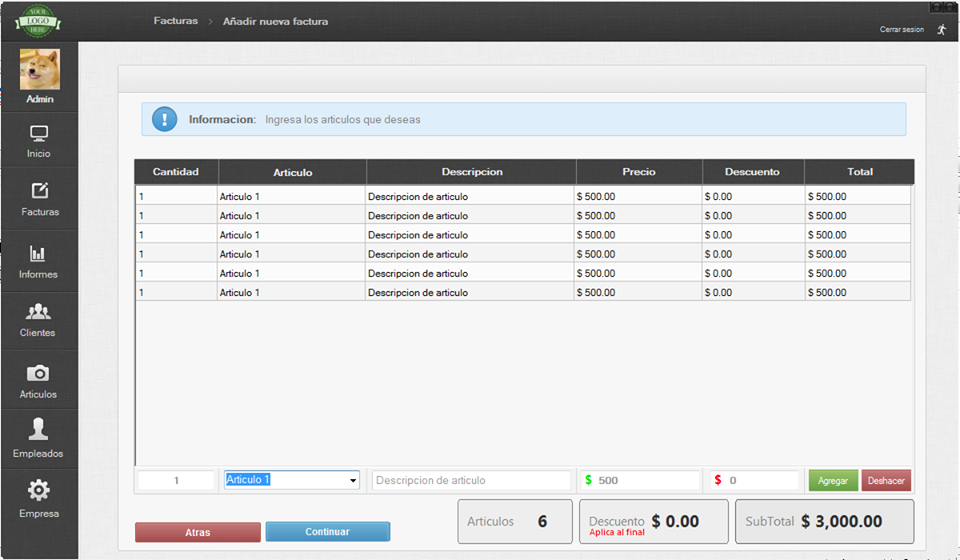 YOUR
LOGO
HERE
Facturas > Añadir nueva factura
Cerrar sesion
Admin
Inicio
Facturas
Informes
Clientes
Articulos
Empleados
Empresa
Informacion: Ingresa los articulos que deseas
Cantidad Articulo Descripcion Precio Descuento Total
1 Articulo 1 Descripcion de articulo $ 500.00 $ 0.00 $ 500.00
1 Articulo 1 Descripcion de articulo $ 500.00 $ 0.00 $ 500.00
1 Articulo 1 Descripcion de articulo $ 500.00 $ 0.00 $ 500.00
1 Articulo 1 Descripcion de articulo $ 500.00 $ 0.00 $ 500.00
1 Articulo 1 Descripcion de articulo $ 500.00 $ 0.00 $ 500.00
1 Articulo 1 Descripcion de articulo $ 500.00 $ 0.00 $ 500.00
1 Articulo 1 Descripcion de articulo $ 500 $ 0 Agregar Deshacer
Atras Continuar
Articulos 6
Descuento $ 0.00
Aplica al final
SubTotal $ 3,000.00